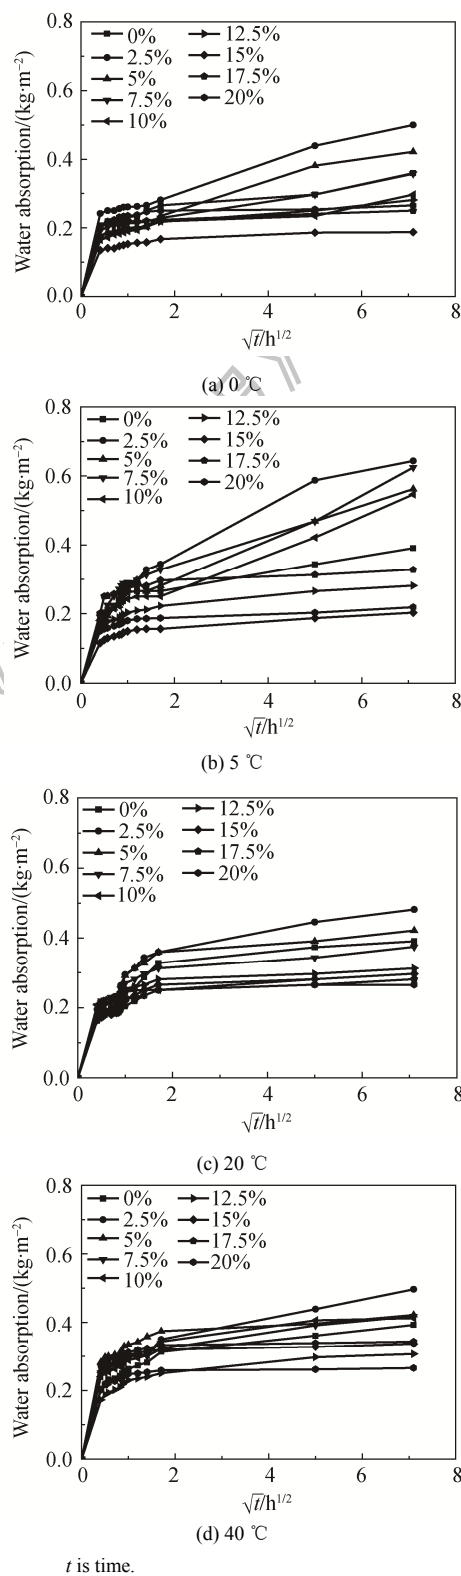 Water absorption/(kg·m⁻²)
0.8
0.6
0.4
0.2
0.0
0% 12.5%
2.5% 15%
5% 17.5%
7.5% 20%
10%
0 2 4 6 8
√t/h¹/²
(a) 0 ℃
Water absorption/(kg·m⁻²)
0.8
0.6
0.4
0.2
0.0
0% 12.5%
2.5% 15%
5% 17.5%
7.5% 20%
10%
0 2 4 6 8
√t/h¹/²
(b) 5 ℃
Water absorption/(kg·m⁻²)
0.8
0.6
0.4
0.2
0.0
0% 12.5%
2.5% 15%
5% 17.5%
7.5% 20%
10%
0 2 4 6 8
√t/h¹/²
(c) 20 ℃
Water absorption/(kg·m⁻²)
0.8
0.6
0.4
0.2
0.0
0% 12.5%
2.5% 15%
5% 17.5%
7.5% 20%
10%
0 2 4 6 8
√t/h¹/²
(d) 40 ℃
t is time.